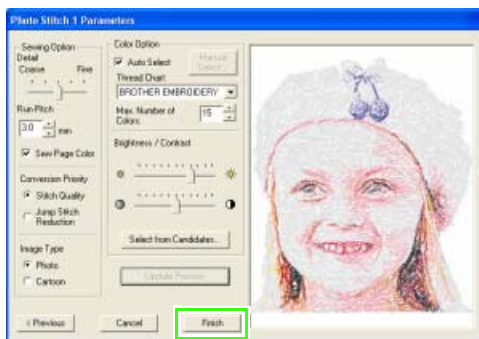 Photo Stitch 1 Parameters
Sewing Option
Detail
Coarse Fine
Run-Pitch
3.0 mm
Sew Page Color
Conversion Priority
Stitch Quality
Jump Stitch
Reduction
Image Type
Photo
Cartoon
Color Option
Auto Select
Manual
Select...
Thread Chart
BROTHER EMBROIDERY
Max. Number of
Colors:
15
Brightness / Contrast
Select from Candidates...
Update Preview
< Previous
Cancel
Finish